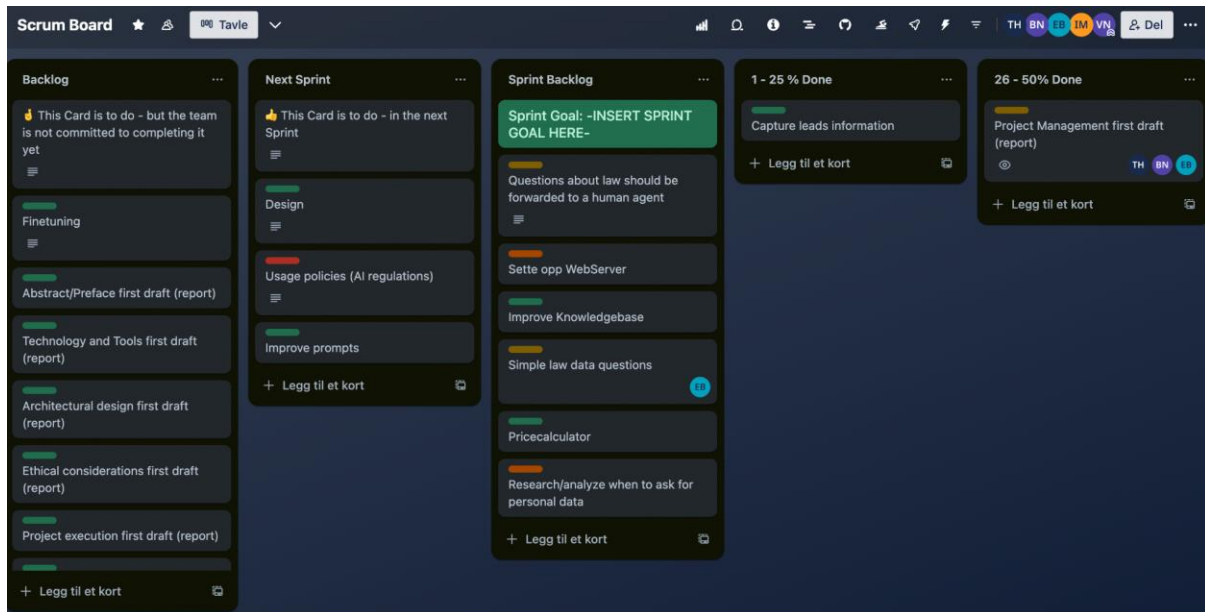 Scrum Board
Tavle
TH BN EB IM VN
Del
Backlog
This Card is to do - but the team
is not committed to completing it
yet
Finetuning
Abstract/Preface first draft (report)
Technology and Tools first draft
(report)
Architectural design first draft
(report)
Ethical considerations first draft
(report)
Project execution first draft (report)
+ Legg til et kort
Next Sprint
This Card is to do - in the next
Sprint
Design
Usage policies (AI regulations)
Improve prompts
+ Legg til et kort
Sprint Backlog
Sprint Goal: -INSERT SPRINT
GOAL HERE-
Questions about law should be
forwarded to a human agent
Sette opp WebServer
Improve Knowledgebase
Simple law data questions
EB
Pricecalculator
Research/analyze when to ask for
personal data
+ Legg til et kort
1 - 25 % Done
Capture leads information
+ Legg til et kort
26 - 50% Done
Project Management first draft
(report)
TH BN EB
+ Legg til et kort